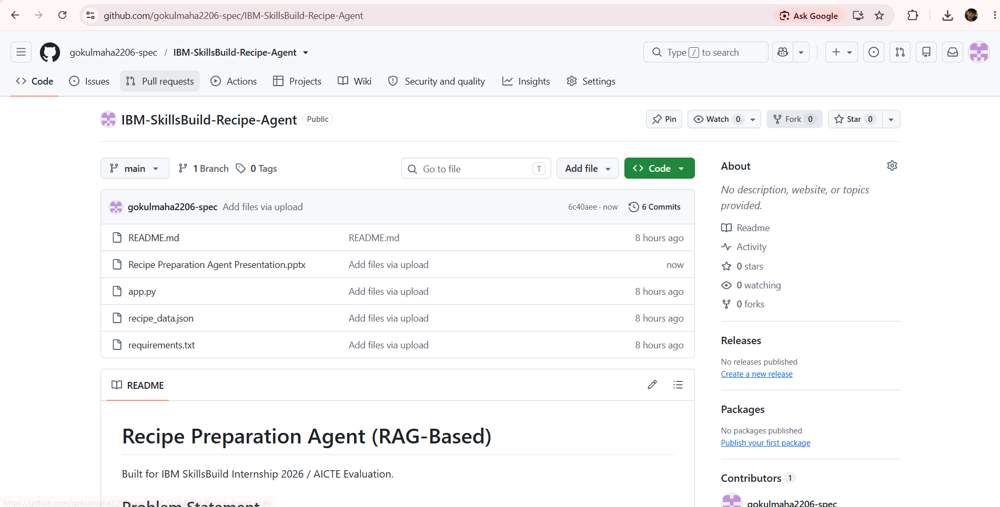 github.com/gokulmaha2206-spec/IBM-SkillsBuild-Recipe-Agent
Ask Google
gokulmaha2206-spec / IBM-SkillsBuild-Recipe-Agent
Type / to search
Code
Issues
Pull requests
Actions
Projects
Wiki
Security and quality
Insights
Settings
IBM-SkillsBuild-Recipe-Agent
Public
Pin
Watch 0
Fork 0
Star 0
main
1 Branch
0 Tags
Go to file
T
Add file
Code
gokulmaha2206-spec Add files via upload
6c40aee · now
6 Commits
README.md README.md 8 hours ago
Recipe Preparation Agent Presentation.pptx Add files via upload now
app.py Add files via upload 8 hours ago
recipe_data.json Add files via upload 8 hours ago
requirements.txt Add files via upload 8 hours ago
README
Recipe Preparation Agent (RAG-Based)
Built for IBM SkillsBuild Internship 2026 / AICTE Evaluation.
Problem Statement
About
No description, website, or topics
provided.
Readme
Activity
0 stars
0 watching
0 forks
Releases
No releases published
Create a new release
Packages
No packages published
Publish your first package
Contributors 1
gokulmaha2206-spec